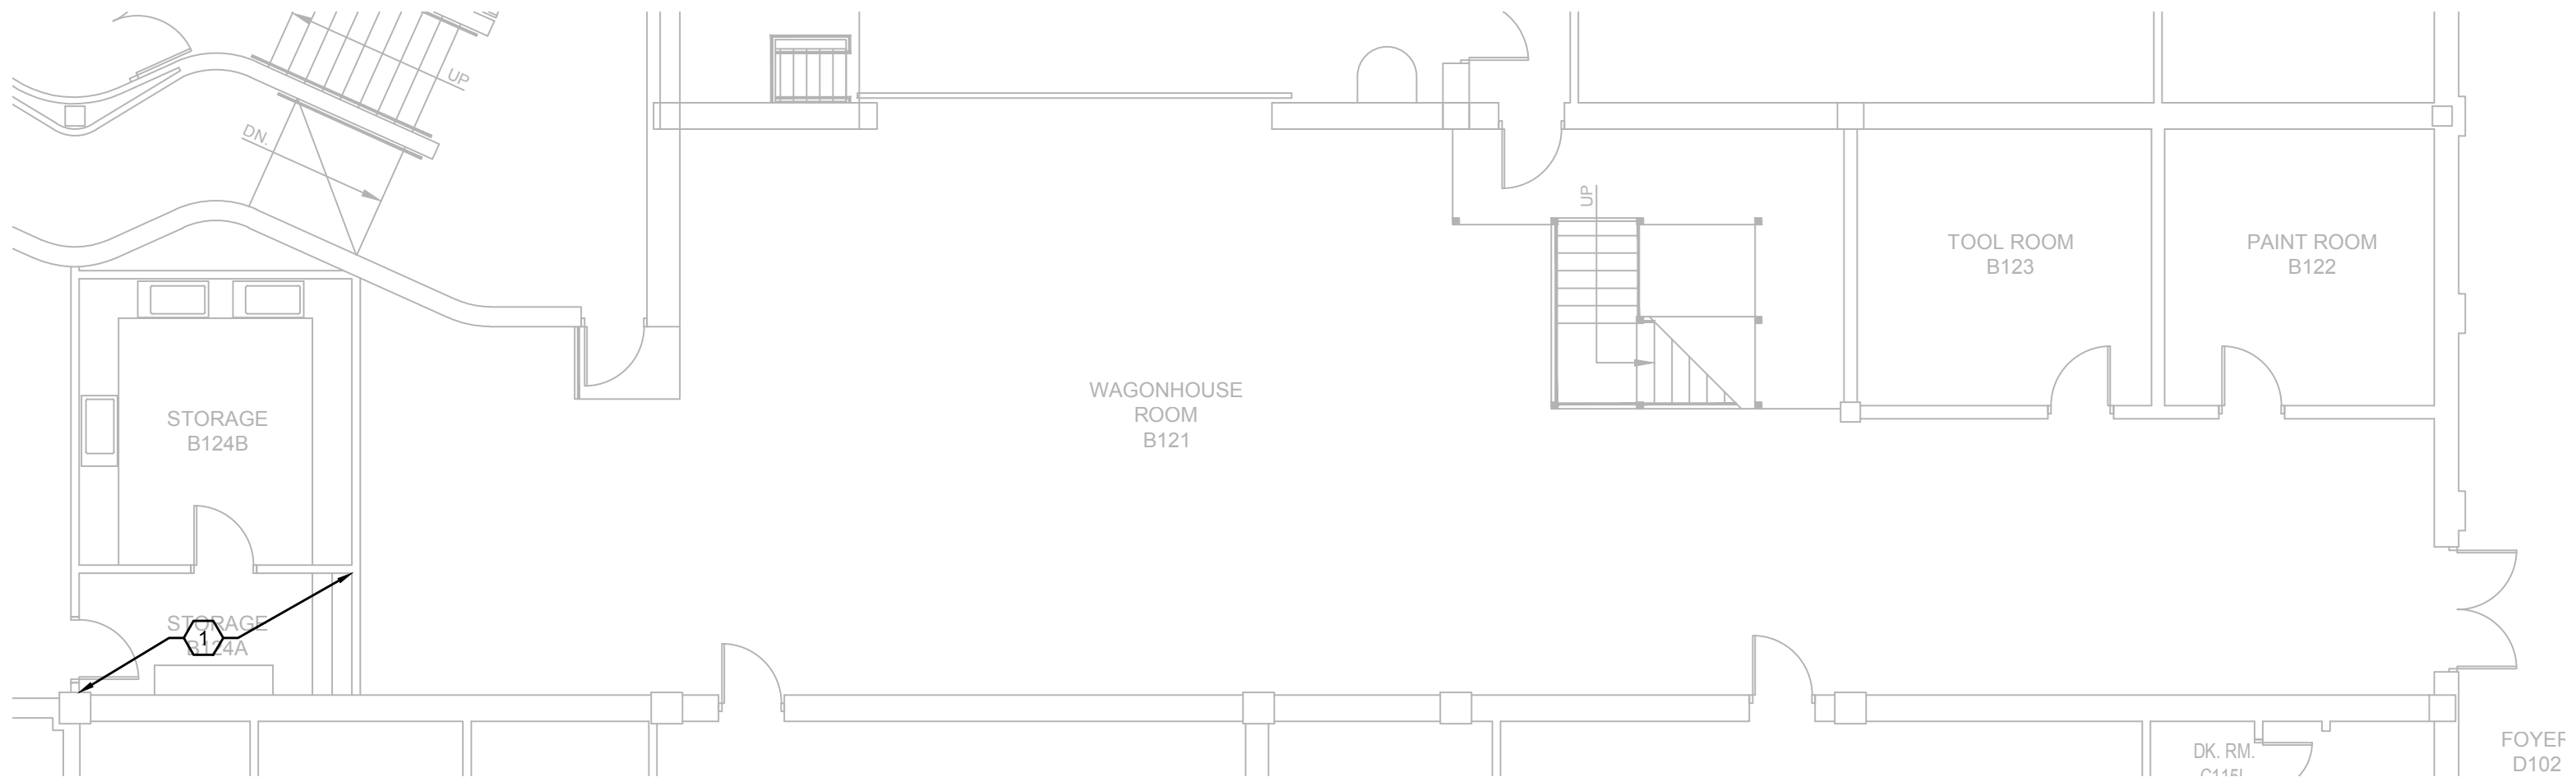 UP
DN.
UP
TOOL ROOM
B123
PAINT ROOM
B122
WAGONHOUSE
ROOM
B121
STORAGE
B124B
STORAGE
B124A
1
DK. RM.
FOYER
D102